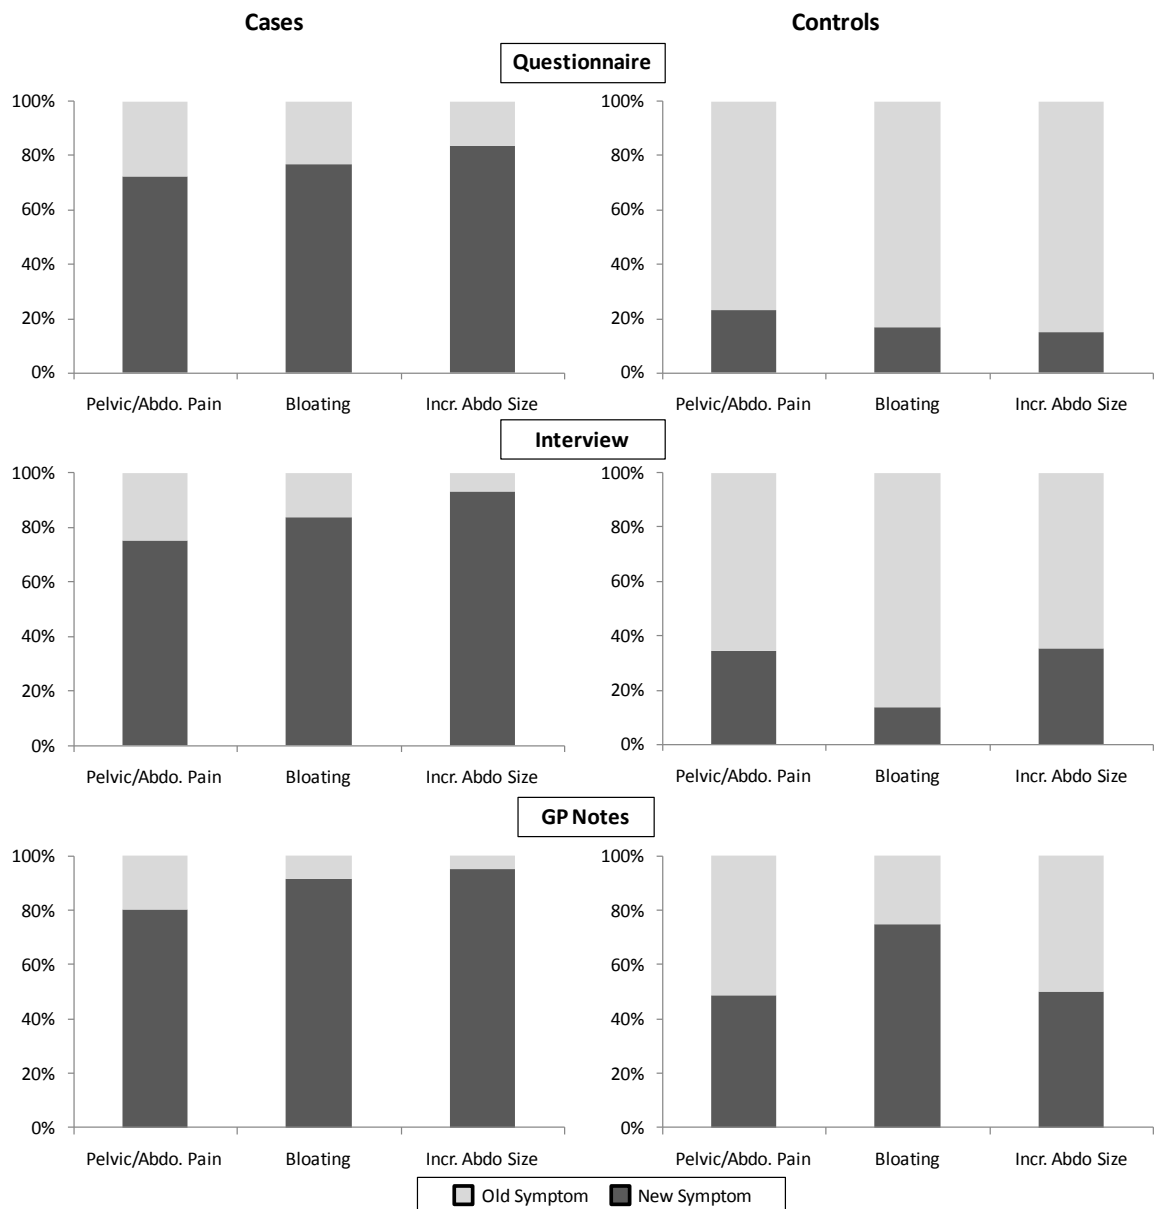 Cases Controls
Questionnaire
100% 100%
80% 80%
60% 60%
40% 40%
20% 20%
0% 0%
Pelvic/Abdo. Pain Bloating Incr. Abdo Size Pelvic/Abdo. Pain Bloating Incr. Abdo Size
Interview
100% 100%
80% 80%
60% 60%
40% 40%
20% 20%
0% 0%
Pelvic/Abdo. Pain Bloating Incr. Abdo Size Pelvic/Abdo. Pain Bloating Incr. Abdo Size
GP Notes
100% 100%
80% 80%
60% 60%
40% 40%
20% 20%
0% 0%
Pelvic/Abdo. Pain Bloating Incr. Abdo Size Pelvic/Abdo. Pain Bloating Incr. Abdo Size
Old Symptom New Symptom